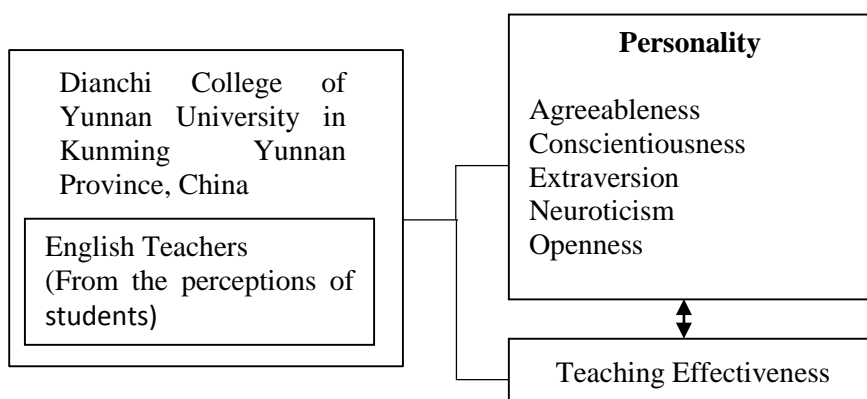 Dianchi College of
Yunnan University in
Kunming Yunnan
Province, China
English Teachers
(From the perceptions of
students)
Personality
Agreeableness
Conscientiousness
Extraversion
Neuroticism
Openness
Teaching Effectiveness